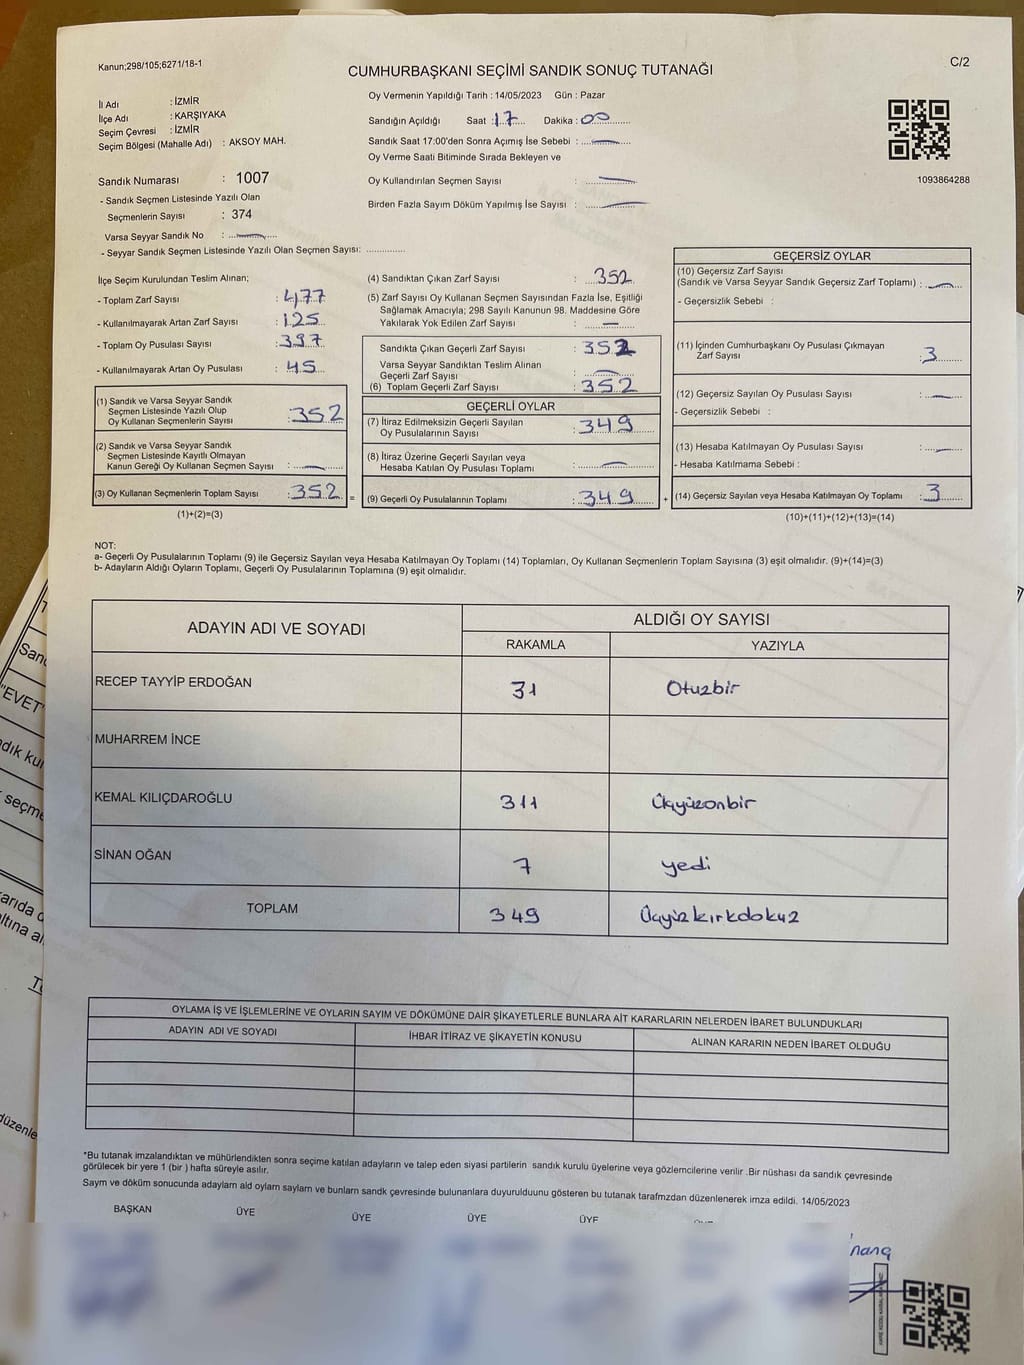 Kanun;298/105;6271/18-1
C/2
CUMHURBAŞKANI SEÇİMİ SANDIK SONUÇ TUTANAĞI
Oy Vermenin Yapıldığı Tarih : 14/05/2023 Gün : Pazar
İl Adı : İZMİR
İlçe Adı : KARŞIYAKA
Seçim Çevresi : İZMİR
Seçim Bölgesi (Mahalle Adı) : AKSOY MAH.
Sandığın Açıldığı Saat : 17 Dakika : 00
Sandık Saat 17:00'den Sonra Açımış İse Sebebi : —
Oy Verme Saati Bitiminde Sırada Bekleyen ve
Oy Kullandırılan Seçmen Sayısı : —
Birden Fazla Sayım Döküm Yapılmış İse Sayısı : —
1093864288
Sandık Numarası : 1007
- Sandık Seçmen Listesinde Yazılı Olan
Seçmenlerin Sayısı : 374
Varsa Seyyar Sandık No : —
- Seyyar Sandık Seçmen Listesinde Yazılı Olan Seçmen Sayısı: ..............
İlçe Seçim Kurulundan Teslim Alınan;
- Toplam Zarf Sayısı : 477
- Kullanılmayarak Artan Zarf Sayısı : 125
- Toplam Oy Pusulası Sayısı : 397
- Kullanılmayarak Artan Oy Pusulası : 45
(1) Sandık ve Varsa Seyyar Sandık
Seçmen Listesinde Yazılı Olup
Oy Kullanan Seçmenlerin Sayısı : 352
(2) Sandık ve Varsa Seyyar Sandık
Seçmen Listesinde Kayıtlı Olmayan
Kanun Gereği Oy Kullanan Seçmen Sayısı : —
(3) Oy Kullanan Seçmenlerin Toplam Sayısı : 352 =
(1)+(2)=(3)
(4) Sandıktan Çıkan Zarf Sayısı : 352
(5) Zarf Sayısı Oy Kullanan Seçmen Sayısından Fazla İse, Eşitliği
Sağlamak Amacıyla; 298 Sayılı Kanunun 98. Maddesine Göre
Yakılarak Yok Edilen Zarf Sayısı : —
Sandıkta Çıkan Geçerli Zarf Sayısı : 352
Varsa Seyyar Sandıktan Teslim Alınan
Geçerli Zarf Sayısı : —
(6) Toplam Geçerli Zarf Sayısı : 352
GEÇERLİ OYLAR
(7) İtiraz Edilmeksizin Geçerli Sayılan
Oy Pusulalarının Sayısı : 349
(8) İtiraz Üzerine Geçerli Sayılan veya
Hesaba Katılan Oy Pusulası Toplamı : —
(9) Geçerli Oy Pusulalarının Toplamı : 349 +
GEÇERSİZ OYLAR
(10) Geçersiz Zarf Sayısı
(Sandık ve Varsa Seyyar Sandık Geçersiz Zarf Toplamı) : —
- Geçersizlik Sebebi :
(11) İçinden Cumhurbaşkanı Oy Pusulası Çıkmayan
Zarf Sayısı : 3
(12) Geçersiz Sayılan Oy Pusulası Sayısı : —
- Geçersizlik Sebebi :
(13) Hesaba Katılmayan Oy Pusulası Sayısı : —
- Hesaba Katılmama Sebebi :
(14) Geçersiz Sayılan veya Hesaba Katılmayan Oy Toplamı : 3
(10)+(11)+(12)+(13)=(14)
NOT:
a- Geçerli Oy Pusulalarının Toplamı (9) ile Geçersiz Sayılan veya Hesaba Katılmayan Oy Toplamı (14) Toplamları, Oy Kullanan Seçmenlerin Toplam Sayısına (3) eşit olmalıdır. (9)+(14)=(3)
b- Adayların Aldığı Oyların Toplamı, Geçerli Oy Pusulalarının Toplamına (9) eşit olmalıdır.
ADAYIN ADI VE SOYADI
ALDIĞI OY SAYISI
RAKAMLA YAZIYLA
RECEP TAYYİP ERDOĞAN 31 Otuzbir
MUHARREM İNCE
KEMAL KILIÇDAROĞLU 311 Üçyüzonbir
SİNAN OĞAN 7 yedi
TOPLAM 349 Üçyüzkırkdokuz
OYLAMA İŞ VE İŞLEMLERİNE VE OYLARIN SAYIM VE DÖKÜMÜNE DAİR ŞİKAYETLERLE BUNLARA AİT KARARLARIN NELERDEN İBARET BULUNDUKLARI
ADAYIN ADI VE SOYADI İHBAR İTİRAZ VE ŞİKAYETİN KONUSU ALINAN KARARIN NEDEN İBARET OLDUĞU
*Bu tutanak imzalandıktan ve mühürlendikten sonra seçime katılan adayların ve talep eden siyasi partilerin sandık kurulu üyelerine veya gözlemcilerine verilir .Bir nüshası da sandık çevresinde
görülecek bir yere 1 (bir ) hafta süreyle asılır.
Saym ve döküm sonucunda adaylarn ald oylarn saylarn ve bunlarn sandk çevresinde bulunanlara duyurulduunu gösteren bu tutanak tarafmzdan düzenlenerek imza edildi. 14/05/2023
BAŞKAN ÜYE ÜYE ÜYE ÜYE